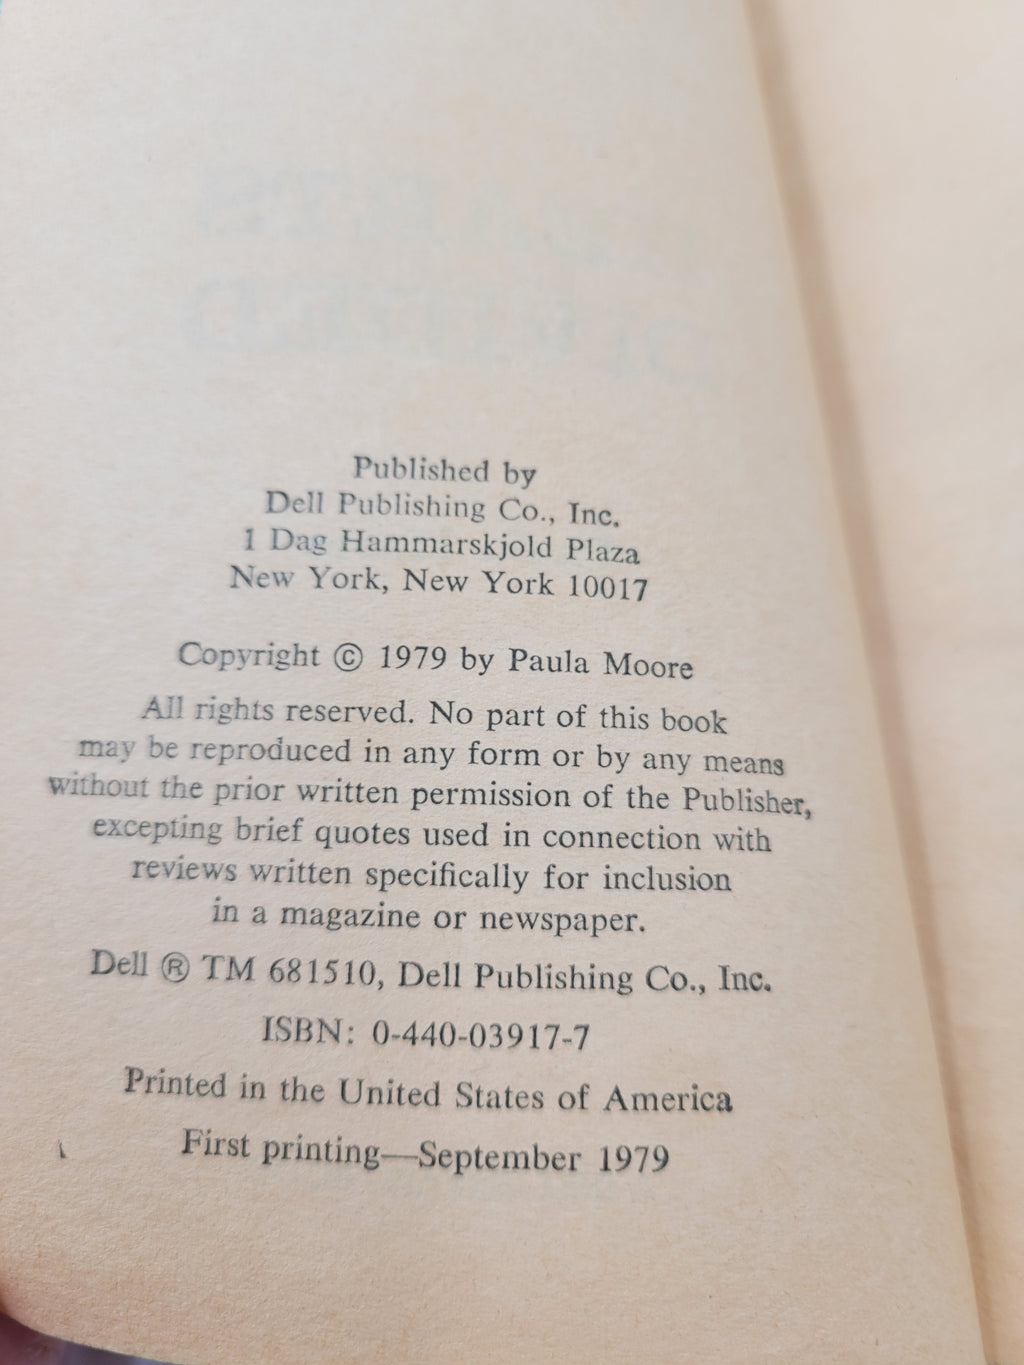 Published by
Dell Publishing Co., Inc.
1 Dag Hammarskjold Plaza
New York, New York 10017
Copyright © 1979 by Paula Moore
All rights reserved. No part of this book
may be reproduced in any form or by any means
without the prior written permission of the Publisher,
excepting brief quotes used in connection with
reviews written specifically for inclusion
in a magazine or newspaper.
Dell ® TM 681510, Dell Publishing Co., Inc.
ISBN: 0-440-03917-7
Printed in the United States of America
First printing—September 1979